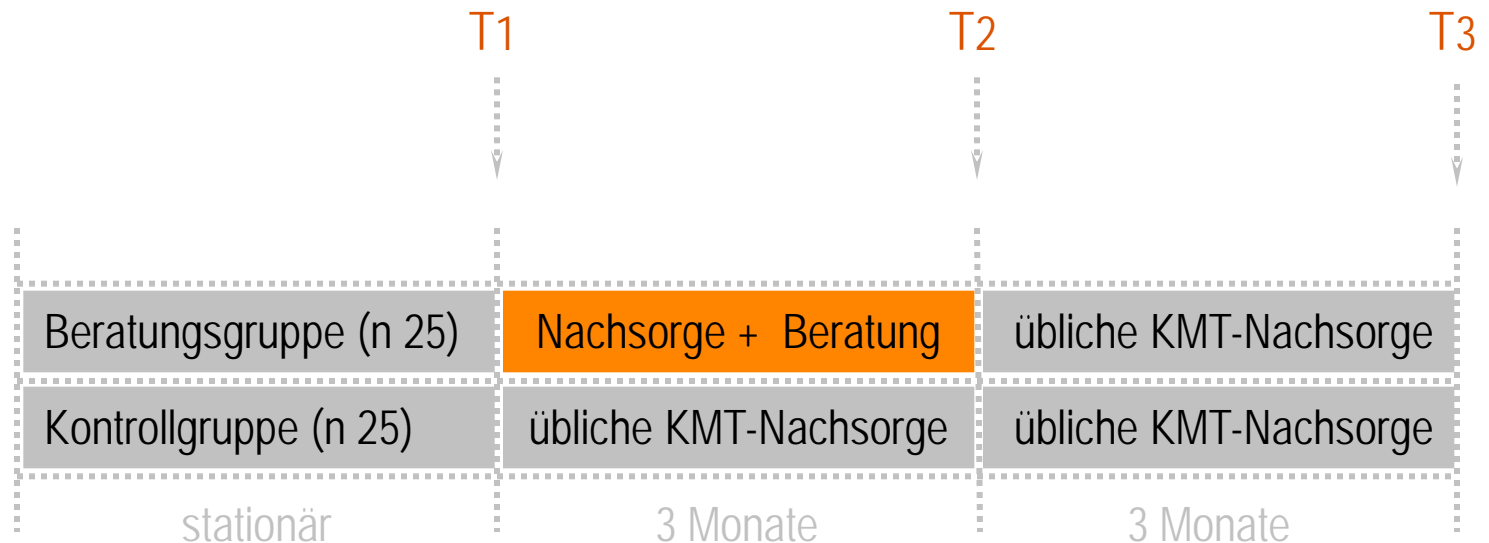 T1 T2 T3
Beratungsgruppe (n 25) Nachsorge + Beratung übliche KMT-Nachsorge
Kontrollgruppe (n 25) übliche KMT-Nachsorge übliche KMT-Nachsorge
stationär 3 Monate 3 Monate